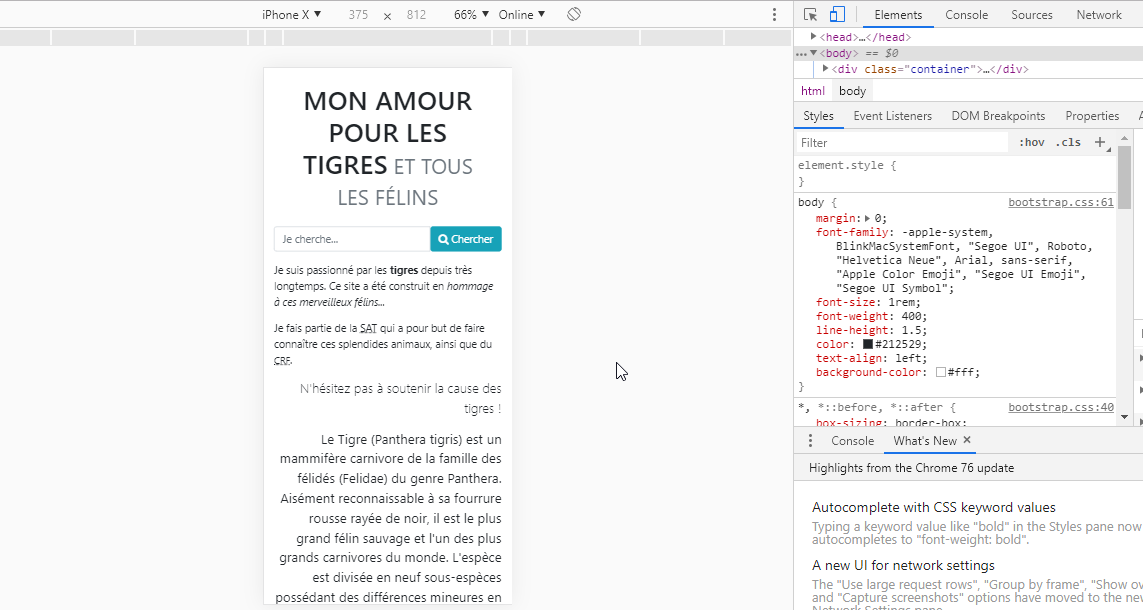 iPhone X ▼ 375 × 812 66% ▼ Online ▼
MON AMOUR
POUR LES
TIGRES ET TOUS
LES FÉLINS
Je cherche... Chercher
Je suis passionné par les tigres depuis très
longtemps. Ce site a été construit en hommage
à ces merveilleux félins...
Je fais partie de la SAT qui a pour but de faire
connaître ces splendides animaux, ainsi que du
CRF.
N'hésitez pas à soutenir la cause des
tigres !
Le Tigre (Panthera tigris) est un
mammifère carnivore de la famille des
félidés (Felidae) du genre Panthera.
Aisément reconnaissable à sa fourrure
rousse rayée de noir, il est le plus
grand félin sauvage et l'un des plus
grands carnivores du monde. L'espèce
est divisée en neuf sous-espèces
possédant des différences mineures en
Elements Console Sources Network
<head>…</head>
<body> == $0
<div class="container">…</div>
html body
Styles Event Listeners DOM Breakpoints Properties
Filter :hov .cls +
element.style {
}
body { bootstrap.css:61
margin: 0;
font-family: -apple-system,
BlinkMacSystemFont, "Segoe UI", Roboto,
"Helvetica Neue", Arial, sans-serif,
"Apple Color Emoji", "Segoe UI Emoji",
"Segoe UI Symbol";
font-size: 1rem;
font-weight: 400;
line-height: 1.5;
color: #212529;
text-align: left;
background-color: #fff;
}
*, *::before, *::after { bootstrap.css:40
box-sizing: border-box;
Console What's New ×
Highlights from the Chrome 76 update
Autocomplete with CSS keyword values
Typing a keyword value like "bold" in the Styles pane now
autocompletes to "font-weight: bold".
A new UI for network settings
The "Use large request rows", "Group by frame", "Show ov
and "Capture screenshots" options have moved to the new
Network Settings pane